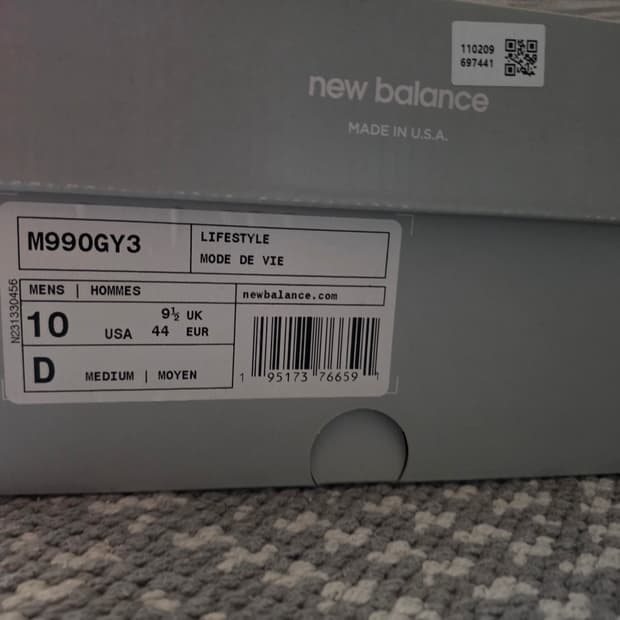 110209
697441
new balance
MADE IN U.S.A.
M990GY3
LIFESTYLE
MODE DE VIE
MENS | HOMMES
newbalance.com
10 USA 9½ UK
44 EUR
D MEDIUM | MOYEN
1 95173 76659 1
N231330456